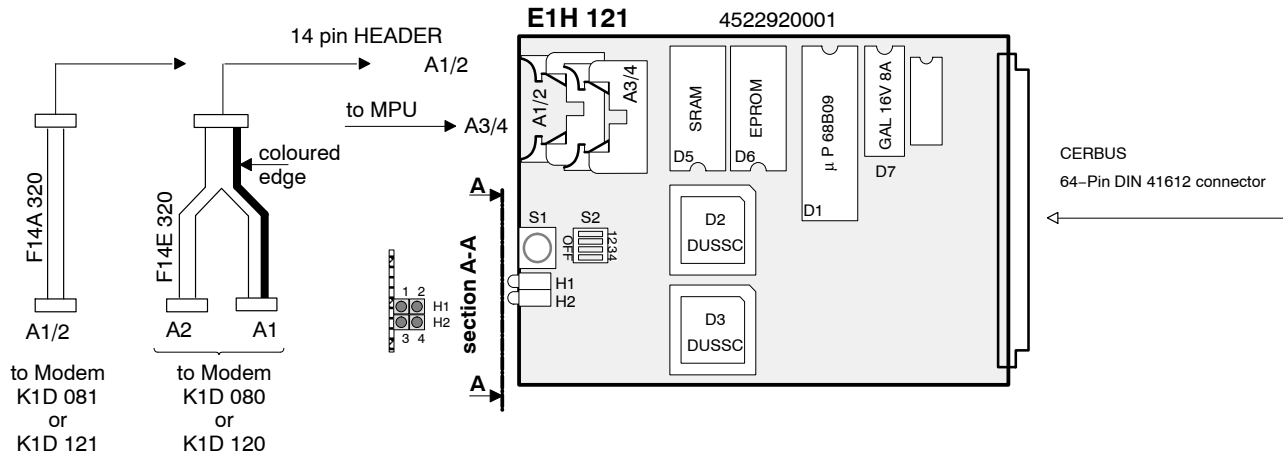 E1H 121
4522920001
14 pin HEADER
A1/2
to MPU
A3/4
A1/2
A3/4
SRAM
D5
EPROM
D6
µ P 68B09
D1
GAL 16V 8A
D7
CERBUS
64–Pin DIN 41612 connector
coloured
edge
F14A 320
F14E 320
A
section A-A
A
S1
S2
OFF
1234
H1
H2
D2
DUSSC
D3
DUSSC
1 2
H1
H2
3 4
A1/2
A2
A1
to Modem
K1D 081
or
K1D 121
to Modem
K1D 080
or
K1D 120